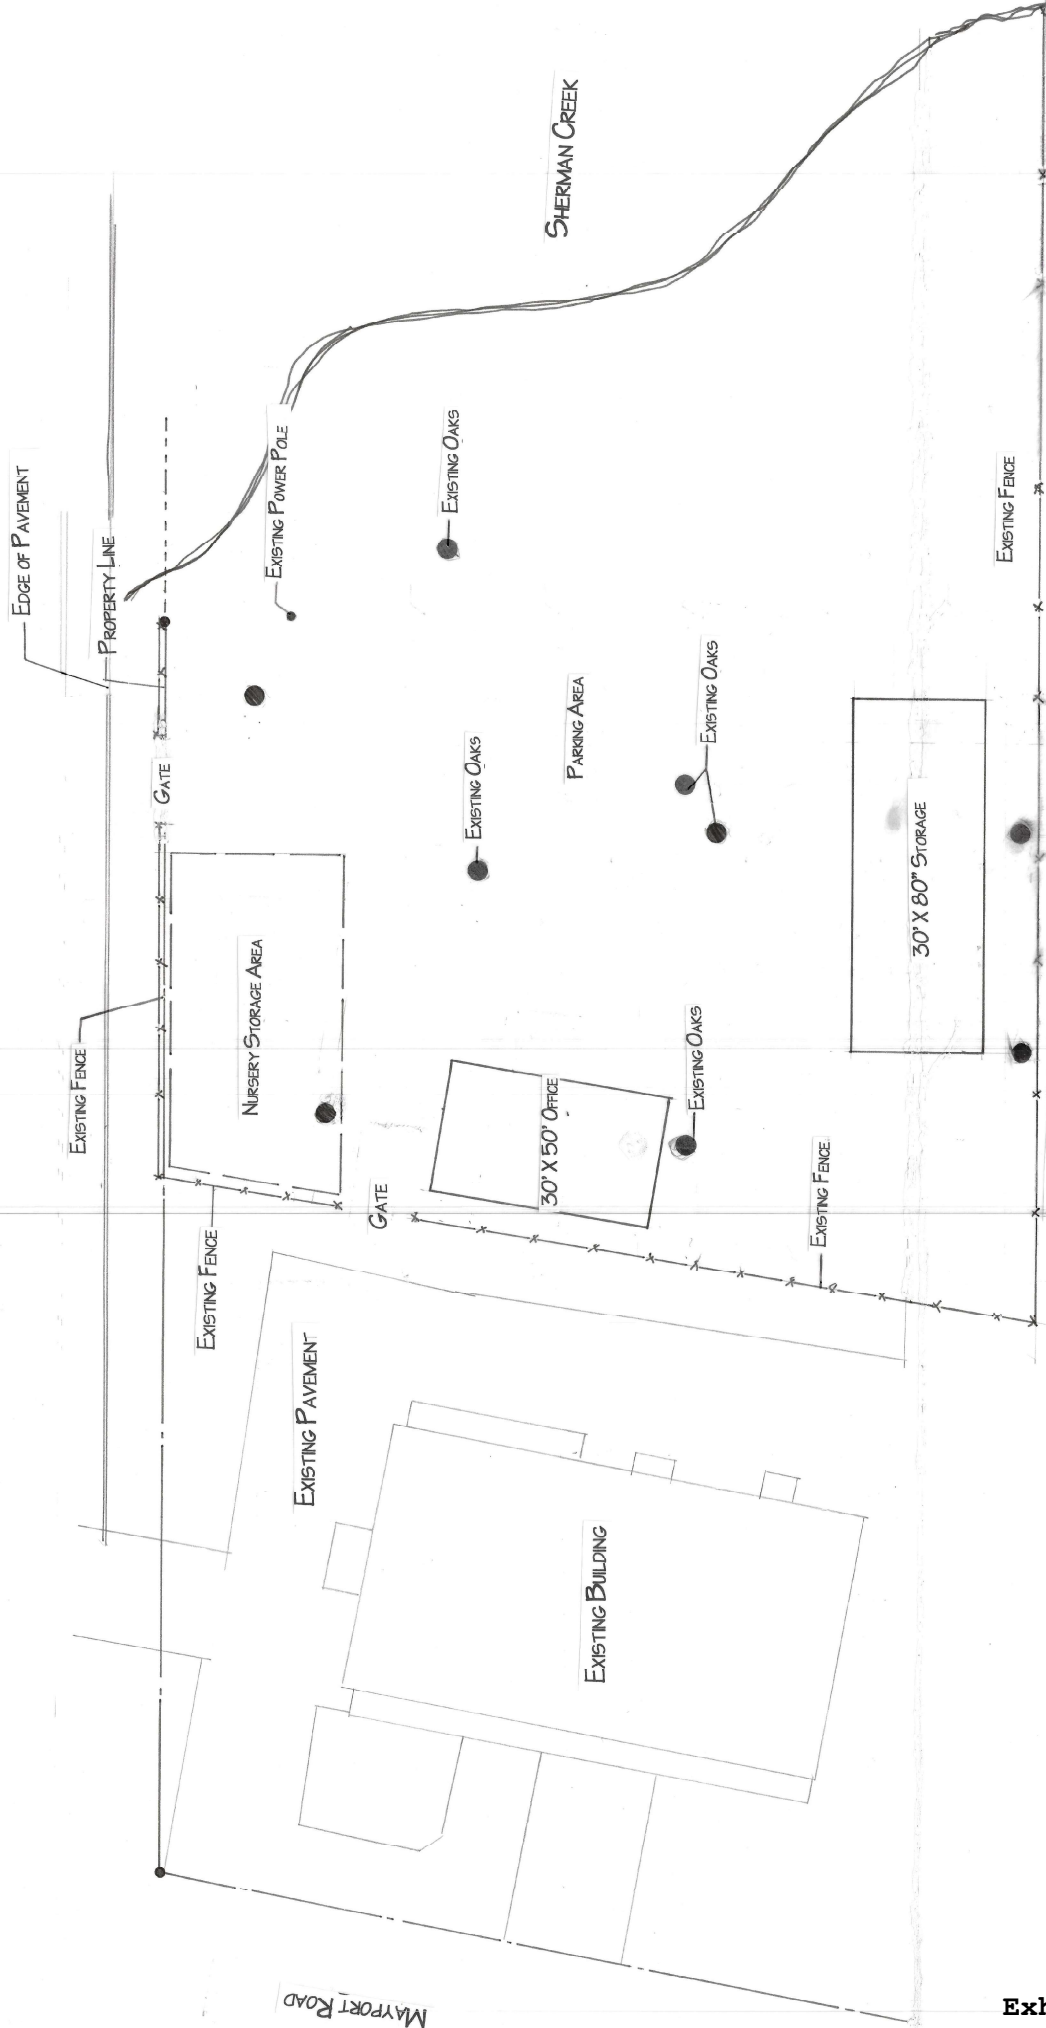 SHERMAN CREEK
EDGE OF PAVEMENT
PROPERTY LINE
EXISTING POWER POLE
EXISTING OAKS
EXISTING FENCE
GATE
EXISTING OAKS
PARKING AREA
EXISTING OAKS
30' X 80" STORAGE
NURSERY STORAGE AREA
EXISTING FENCE
30' X 50' OFFICE
EXISTING OAKS
GATE
EXISTING FENCE
EXISTING FENCE
EXISTING PAVEMENT
EXISTING BUILDING
MAYPORT ROAD
Exh